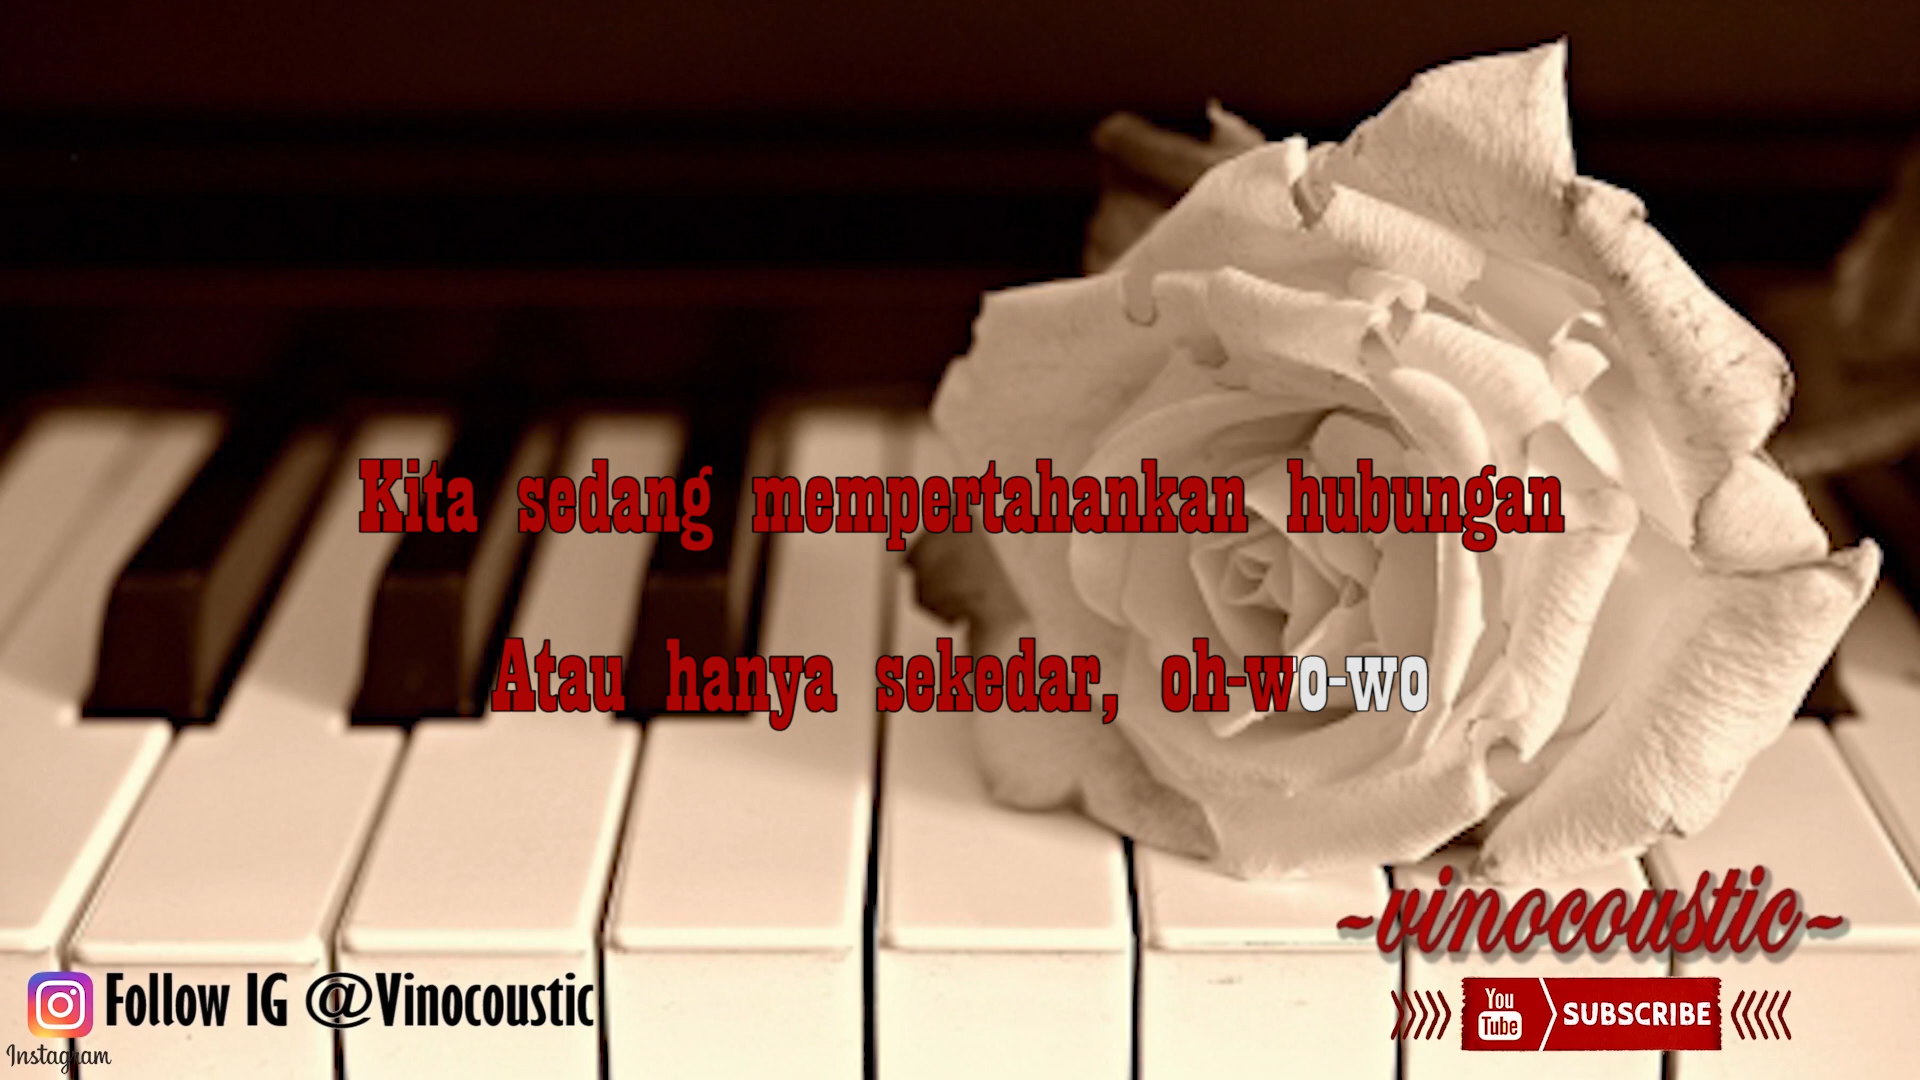 Kita sedang mempertahankan hubungan
Atau hanya sekedar, oh-wo-wo
~vinocoustic~
Follow IG @Vinocoustic
Instagram
You
Tube
SUBSCRIBE